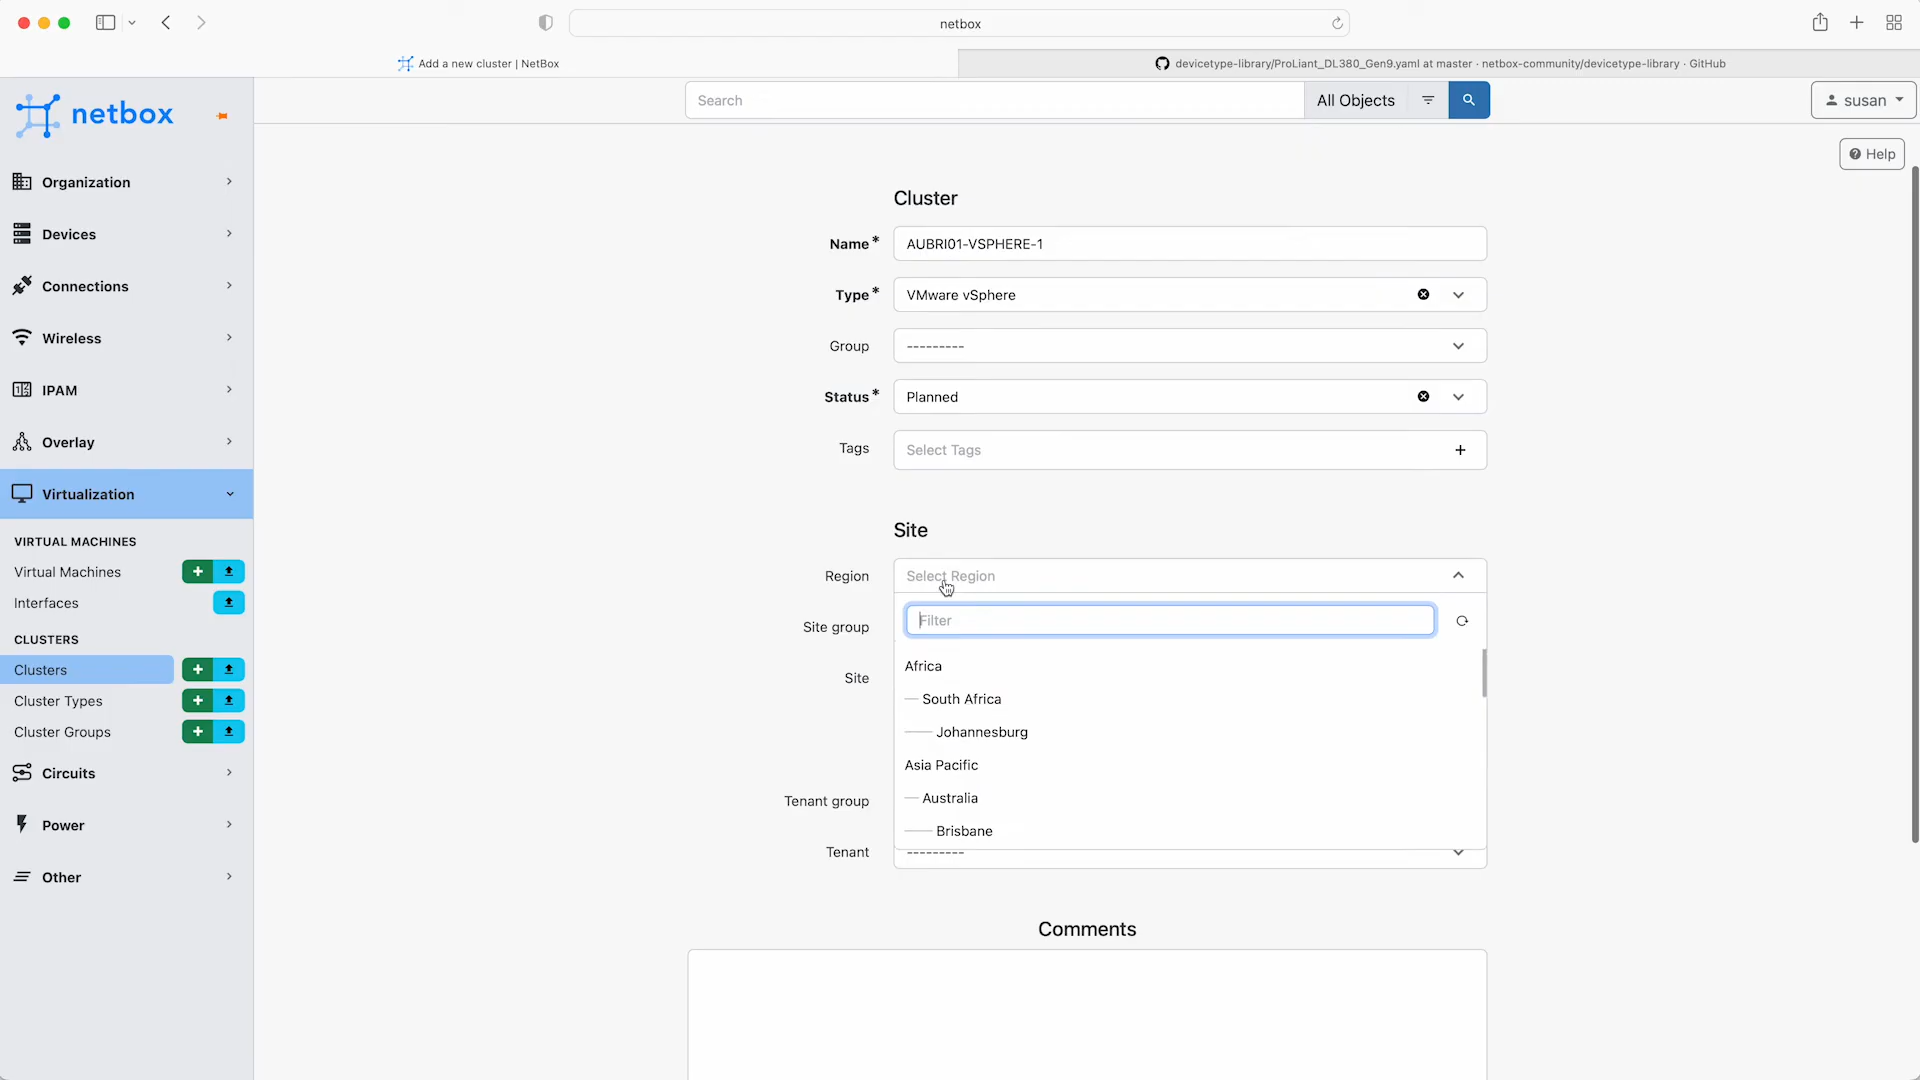 netbox
Add a new cluster | NetBox
devicetype-library/ProLiant_DL380_Gen9.yaml at master · netbox-community/devicetype-library · GitHub
netbox
Search
All Objects
susan
Help
Organization
Devices
Connections
Wireless
IPAM
Overlay
Virtualization
VIRTUAL MACHINES
Virtual Machines
Interfaces
CLUSTERS
Clusters
Cluster Types
Cluster Groups
Circuits
Power
Other
Cluster
Name*
AUBRI01-VSPHERE-1
Type*
VMware vSphere
Group
---------
Status*
Planned
Tags
Select Tags
Site
Region
Select Region
Site group
Filter
Site
Africa
— South Africa
—— Johannesburg
Asia Pacific
— Australia
—— Brisbane
Tenant group
Tenant
---------
Comments